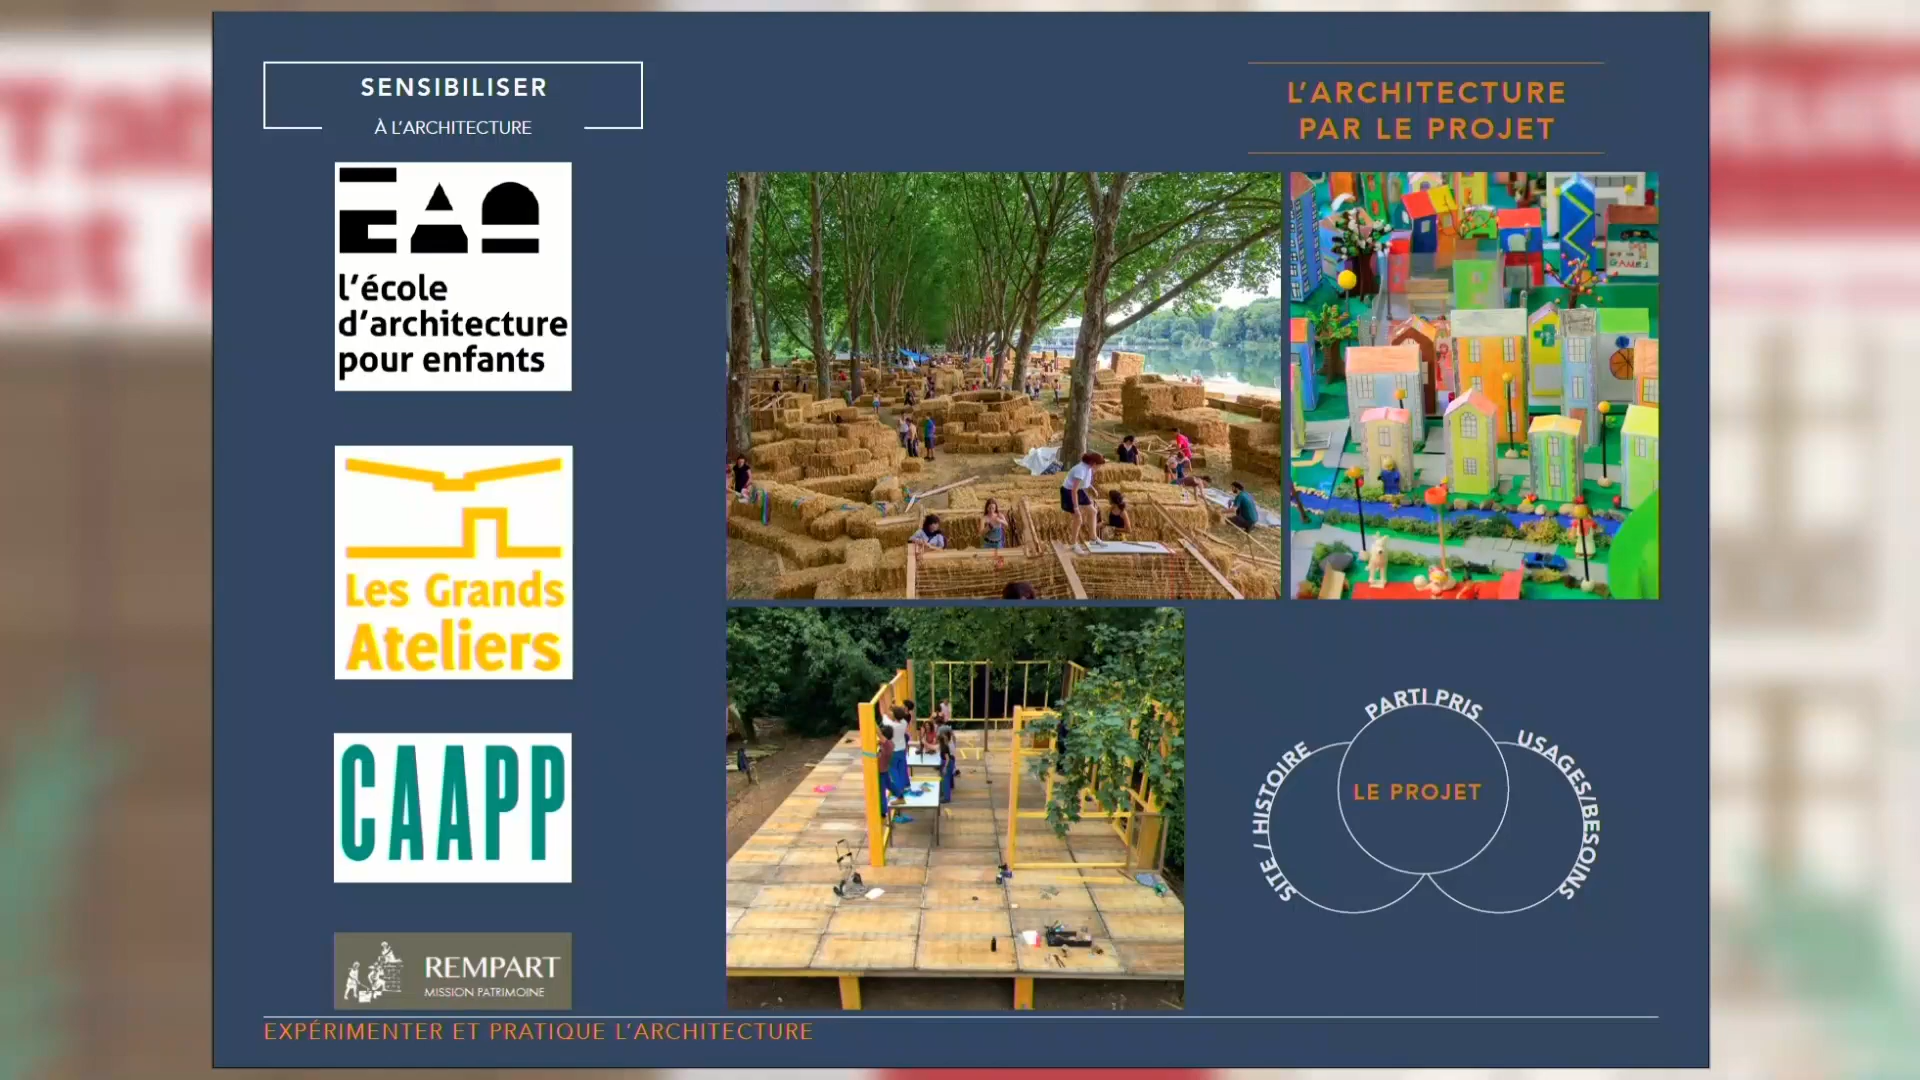 SENSIBILISER
À L'ARCHITECTURE
L'ARCHITECTURE
PAR LE PROJET
l'école
d'architecture
pour enfants
Les Grands
Ateliers
CAAPP
REMPART
MISSION PATRIMOINE
PARTI PRIS
SITE / HISTOIRE
USAGES/BESOINS
LE PROJET
EXPÉRIMENTER ET PRATIQUE L'ARCHITECTURE